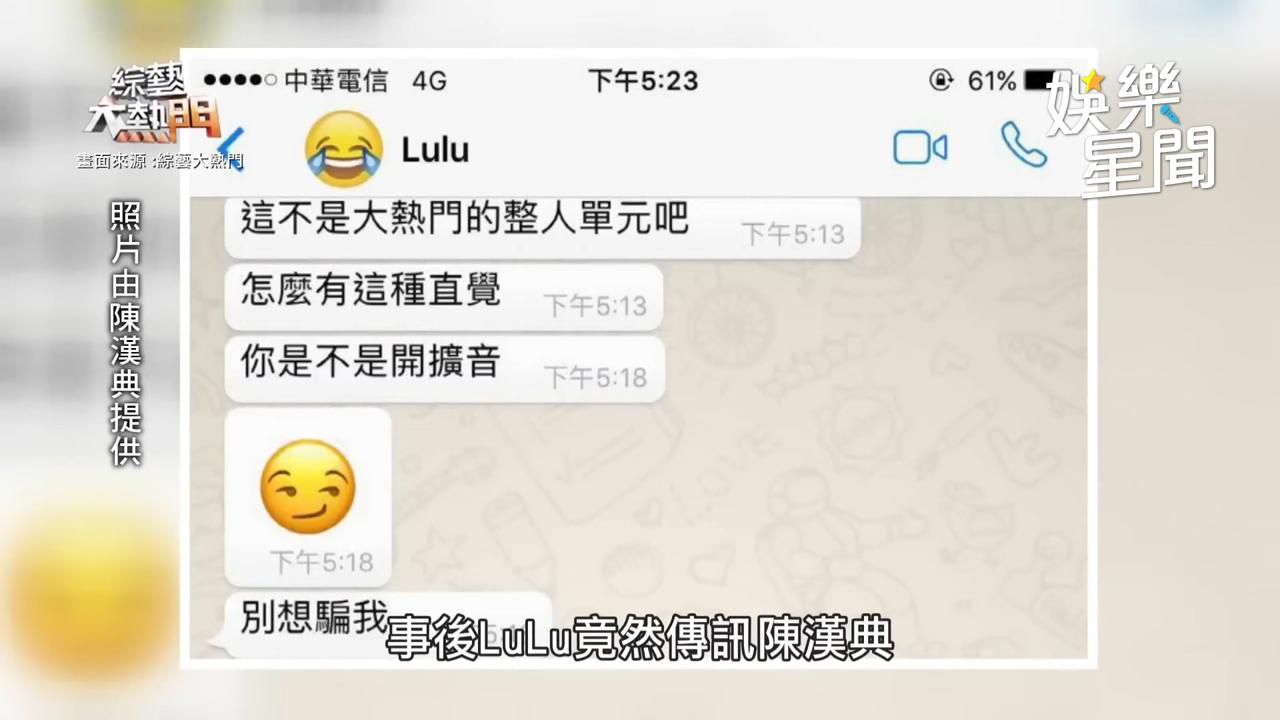 綜藝
大熱門
畫面來源:綜藝大熱門
娛樂
星聞
照片由陳漢典提供
中華電信 4G 下午5:23 61%
Lulu
這不是大熱門的整人單元吧 下午5:13
怎麼有這種直覺 下午5:13
你是不是開擴音 下午5:18
下午5:18
別想騙我
事後LuLu竟然傳訊陳漢典